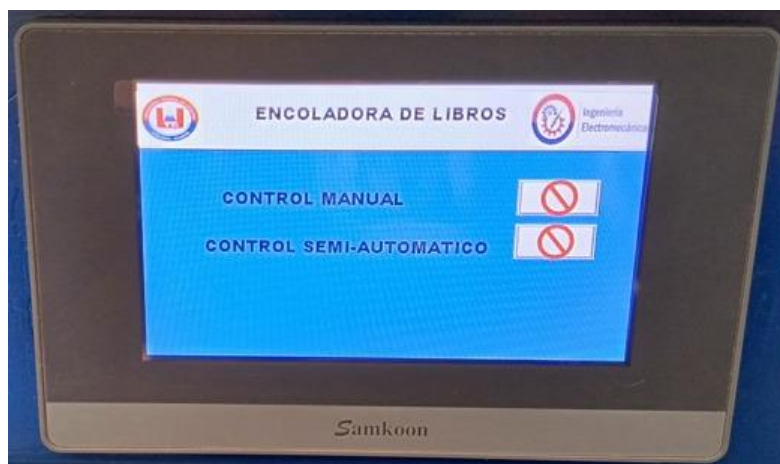 ENCOLADORA DE LIBROS
Ingeniería
Electromecánica
CONTROL MANUAL
CONTROL SEMI-AUTOMATICO
Samkoon